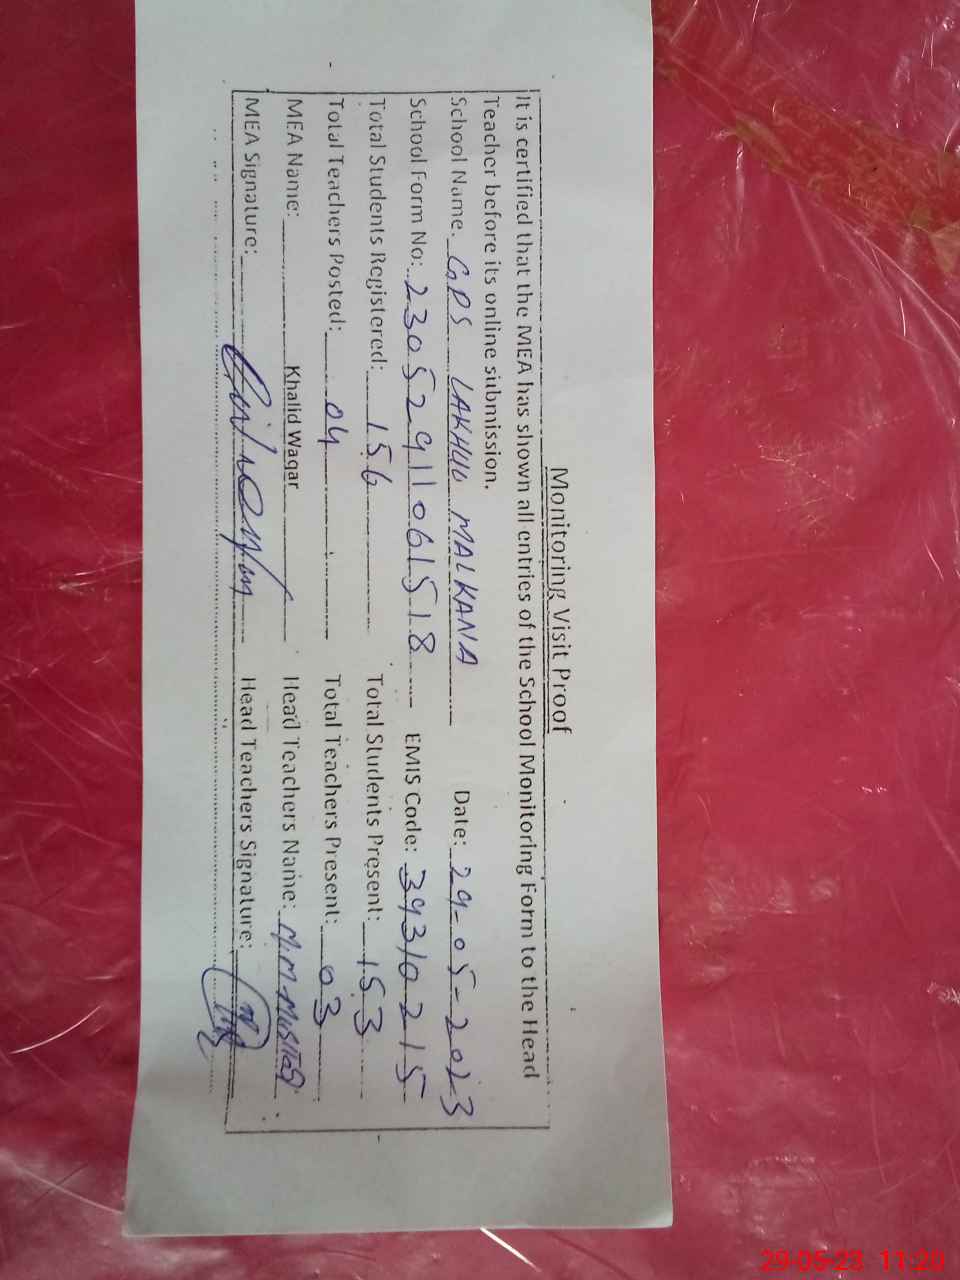 Monitoring Visit Proof
It is certified that the MEA has shown all entries of the School Monitoring Form to the Head
Teacher before its online submission.
School Name. GPS LAKHUU MALKANA Date: 29-05-2023
School Form No: 23052911061518 EMIS Code: 39310215
Total Students Registered: 156 Total Students Present: 153
Total Teachers Posted: 04 Total Teachers Present: 03
MEA Name: Khalid Waqar Head Teachers Name: M.M-MUSTAQ
MEA Signature: Head Teachers Signature:
29-05-23 11:20